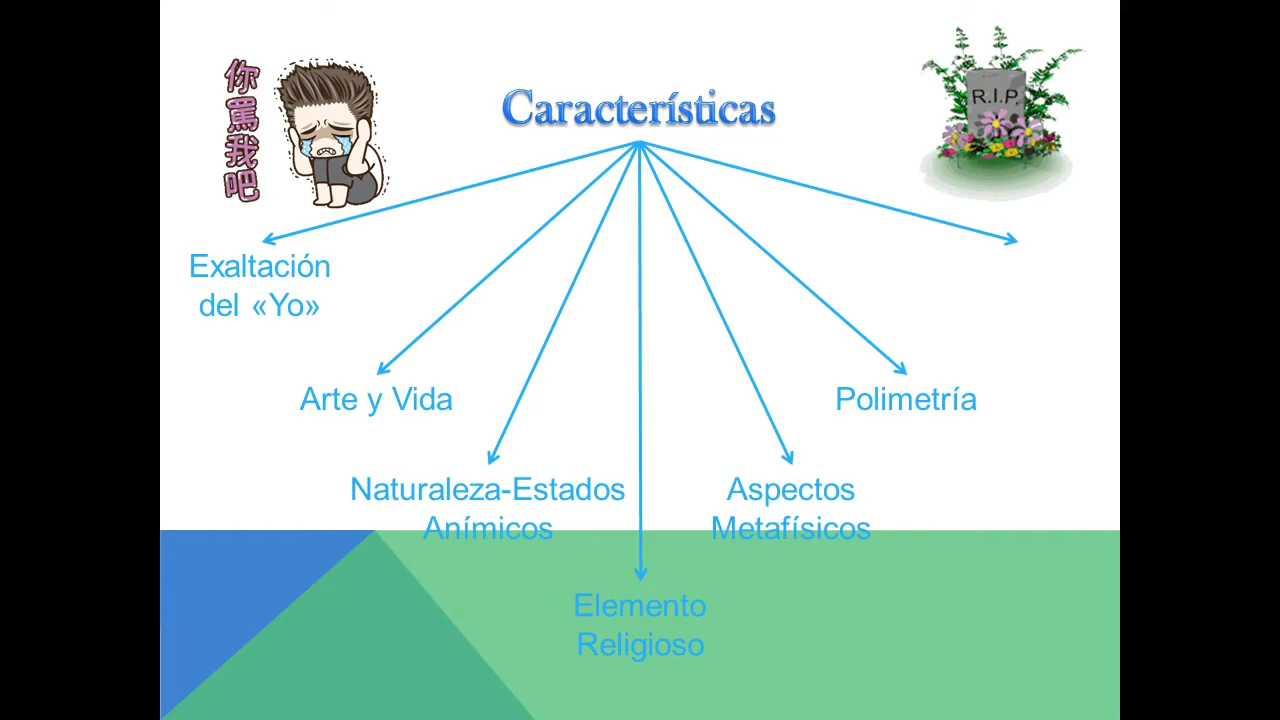 你罵我吧
R.I.P.
Características
Exaltación
del «Yo»
Arte y Vida
Polimetría
Naturaleza-Estados
Anímicos
Aspectos
Metafísicos
Elemento
Religioso